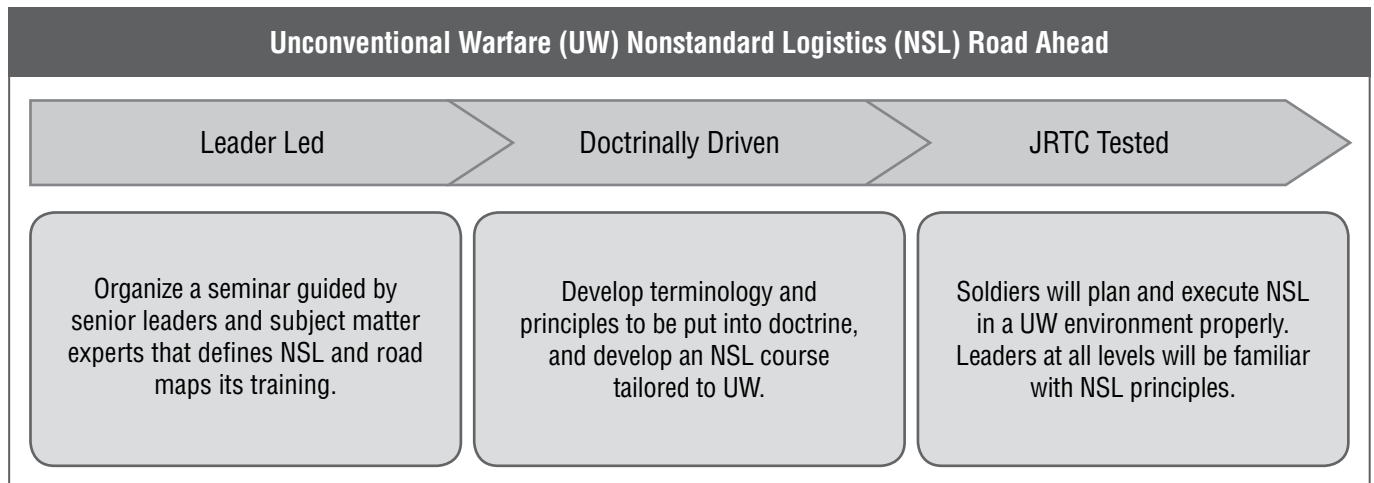 Unconventional Warfare (UW) Nonstandard Logistics (NSL) Road Ahead
Leader Led
Doctrinally Driven
JRTC Tested
Organize a seminar guided by
senior leaders and subject matter
experts that defines NSL and road
maps its training.
Develop terminology and
principles to be put into doctrine,
and develop an NSL course
tailored to UW.
Soldiers will plan and execute NSL
in a UW environment properly.
Leaders at all levels will be familiar
with NSL principles.